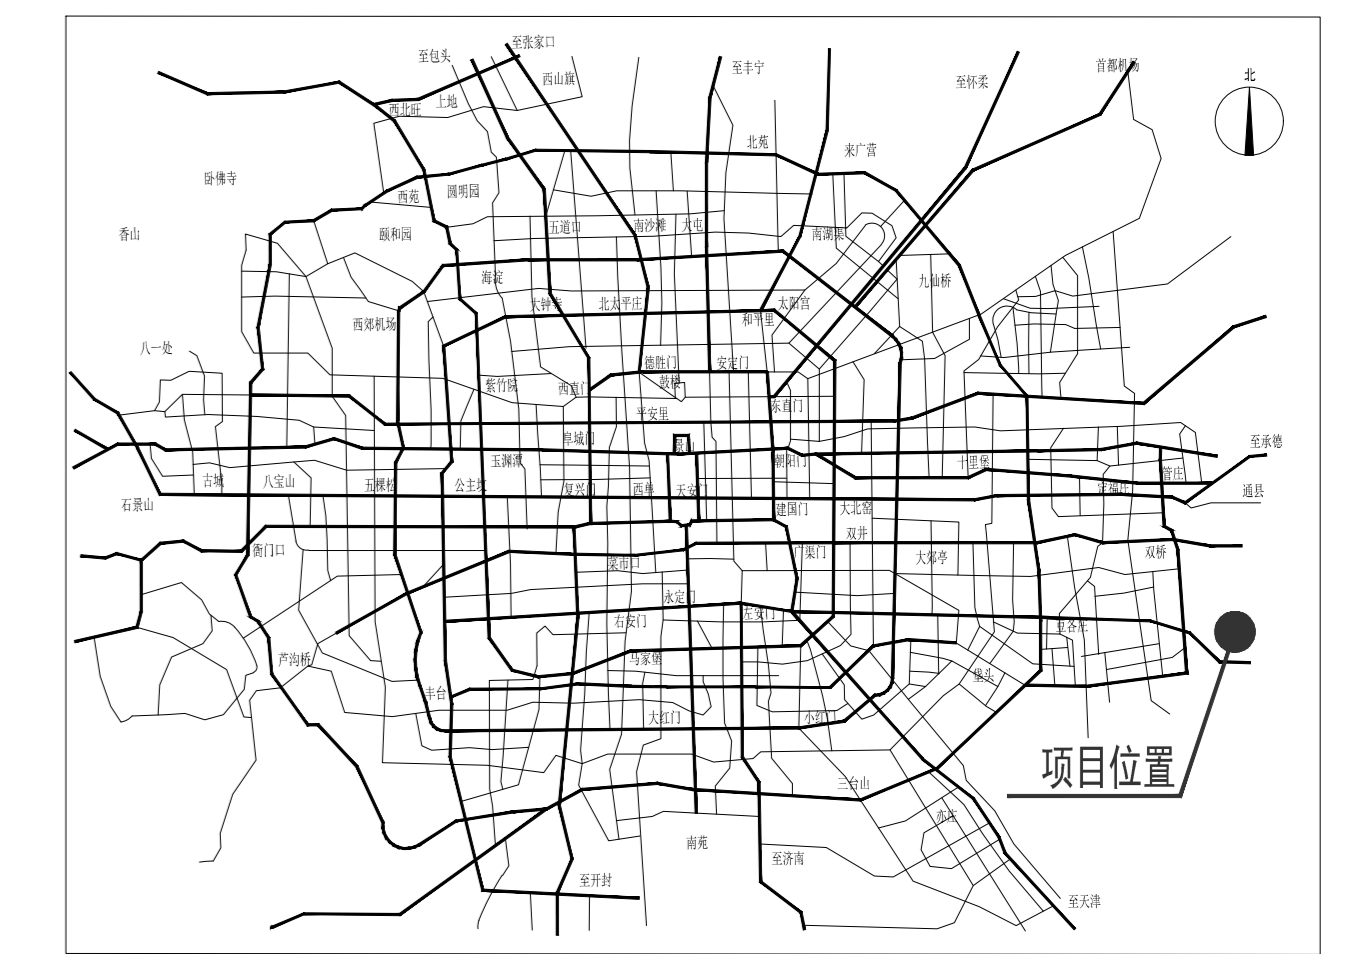 至张家口
至包头
首都机场
至丰宁
北
西山旗
至怀柔
上地
西北旺
北苑
来广营
卧佛寺
圆明园
西苑
五道口
南沙滩
大屯
香山
颐和园
南湖渠
海淀
九仙桥
大钟寺
北太平庄
太阳宫
西郊机场
和平里
八一处
德胜门
安定门
鼓楼
紫竹院
西直门
东直门
平安里
阜城门
景山
至承德
玉渊潭
朝阳门
十里堡
管庄
古城
八宝山
五棵松
公主坟
复兴门
西单
天安门
定福庄
通县
石景山
建国门
大北窑
双井
衙门口
广渠门
双桥
菜市口
大郊亭
永定门
左安门
右安门
豆各庄
芦沟桥
马家堡
垡头
丰台
大红门
小红门
项目位置
三台山
亦庄
南苑
至济南
至开封
至天津